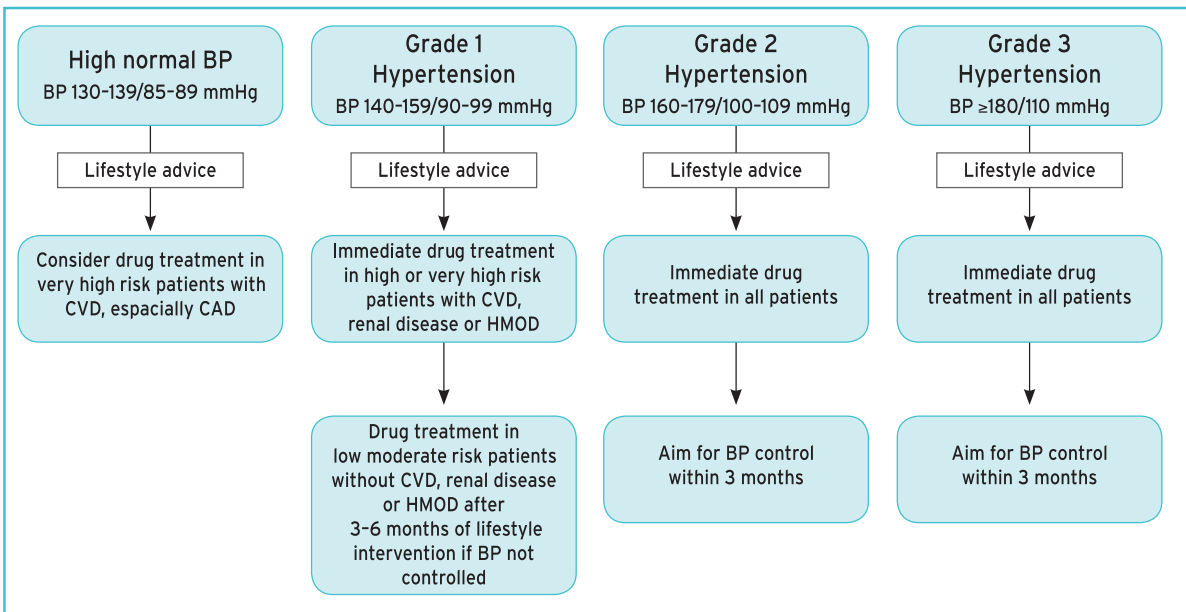 High normal BP
BP 130-139/85-89 mmHg
Lifestyle advice
Consider drug treatment in
very high risk patients with
CVD, espacially CAD
Grade 1
Hypertension
BP 140-159/90-99 mmHg
Lifestyle advice
Immediate drug treatment
in high or very high risk
patients with CVD,
renal disease or HMOD
Drug treatment in
low moderate risk patients
without CVD, renal disease
or HMOD after
3-6 months of lifestyle
intervention if BP not
controlled
Grade 2
Hypertension
BP 160-179/100-109 mmHg
Lifestyle advice
Immediate drug
treatment in all patients
Aim for BP control
within 3 months
Grade 3
Hypertension
BP ≥180/110 mmHg
Lifestyle advice
Immediate drug
treatment in all patients
Aim for BP control
within 3 months